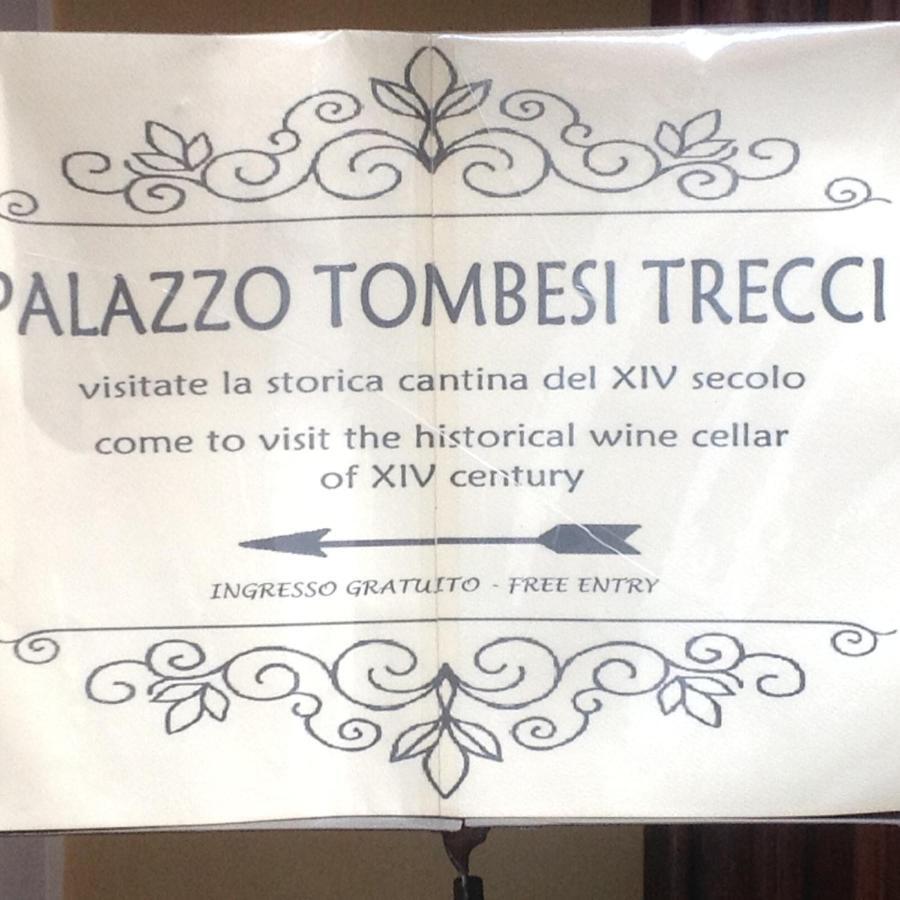 PALAZZO TOMBESI TRECCI
visitate la storica cantina del XIV secolo
come to visit the historical wine cellar
of XIV century
INGRESSO GRATUITO - FREE ENTRY